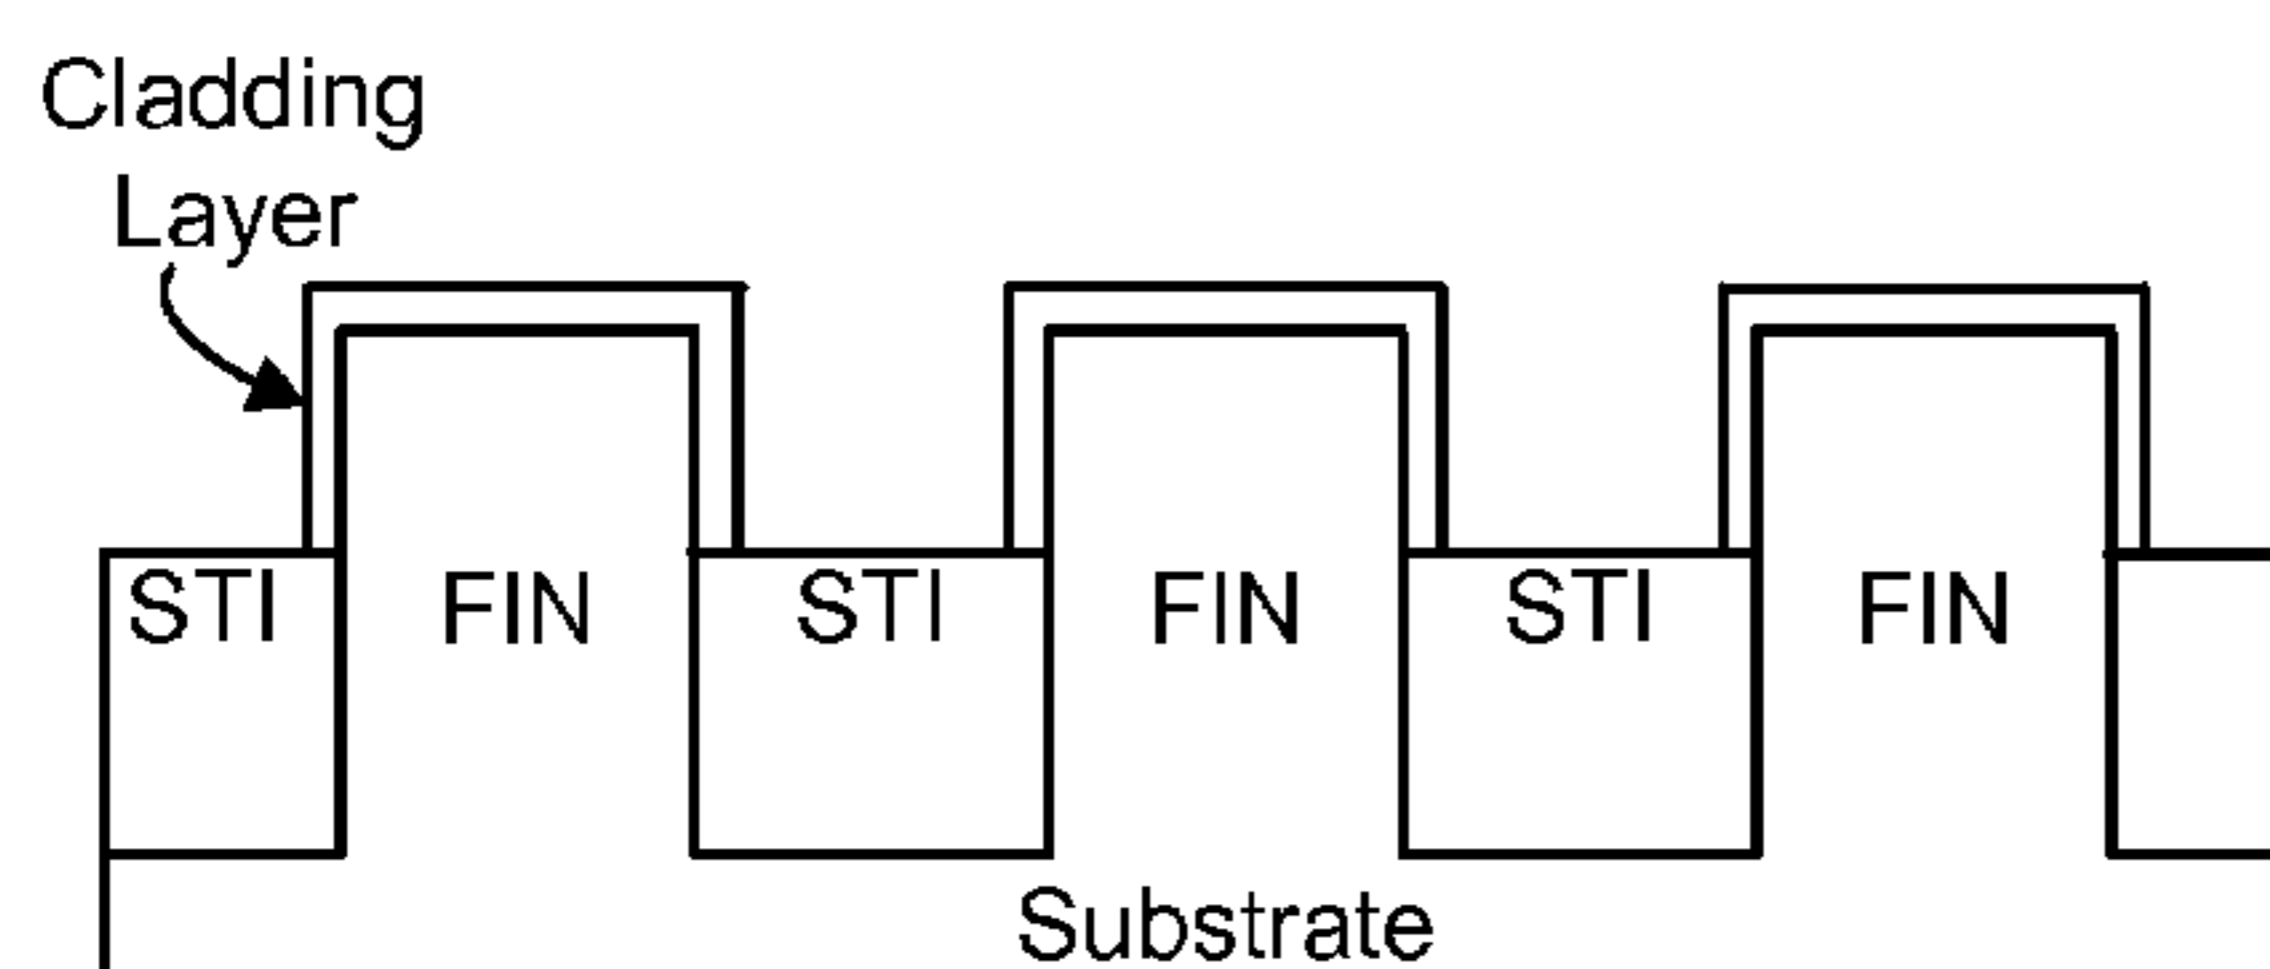 Cladding
Layer
STI FIN STI FIN STI FIN
Substrate